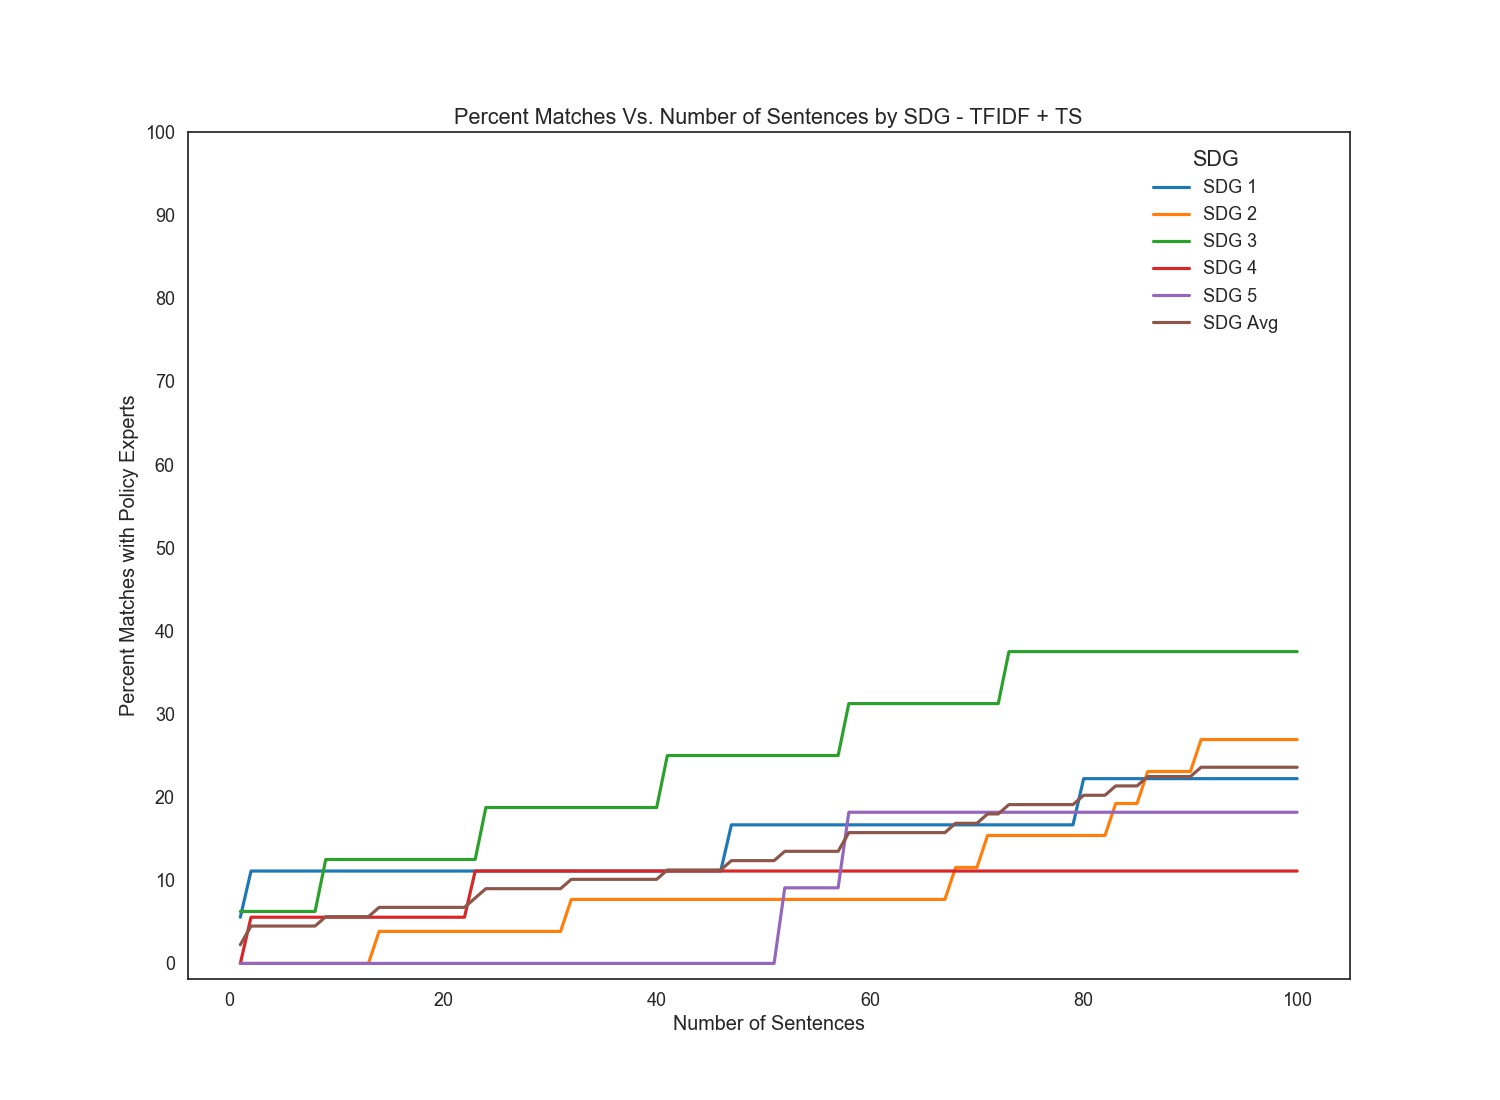 Percent Matches Vs. Number of Sentences by SDG - TFIDF + TS
100
90
80
70
60
50
40
30
20
10
0
Percent Matches with Policy Experts
SDG
SDG 1
SDG 2
SDG 3
SDG 4
SDG 5
SDG Avg
0 20 40 60 80 100
Number of Sentences